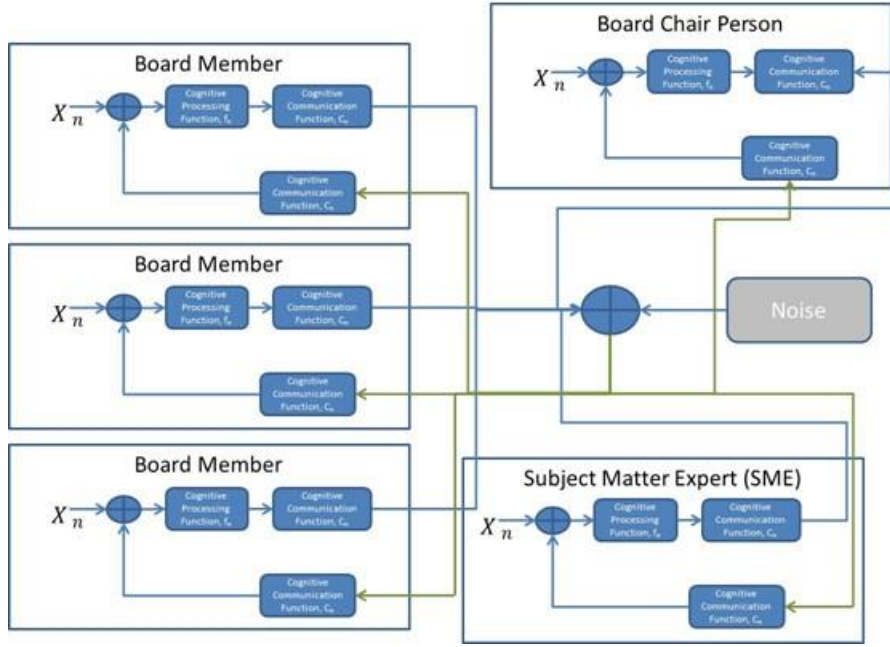 Board Member
X n
Cognitive
Processing
Function, fₙ
Cognitive
Communication
Function, Cₙ
Cognitive
Communication
Function, Cₙ
Board Chair Person
X n
Cognitive
Processing
Function, fₙ
Cognitive
Communication
Function, Cₙ
Cognitive
Communication
Function, Cₙ
Board Member
X n
Cognitive
Processing
Function, fₙ
Cognitive
Communication
Function, Cₙ
Cognitive
Communication
Function, Cₙ
Noise
Board Member
X n
Cognitive
Processing
Function, fₙ
Cognitive
Communication
Function, Cₙ
Cognitive
Communication
Function, Cₙ
Subject Matter Expert (SME)
X n
Cognitive
Processing
Function, fₙ
Cognitive
Communication
Function, Cₙ
Cognitive
Communication
Function, Cₙ